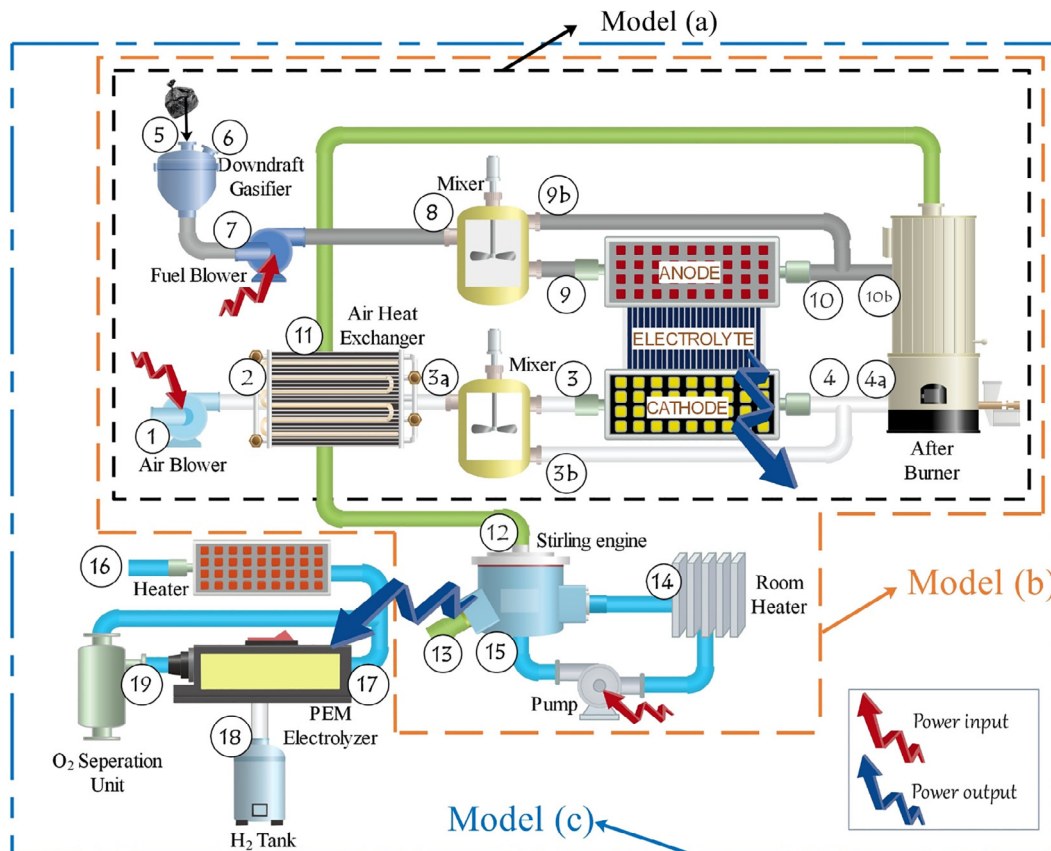 Model (a)
5
6
Downdraft
Gasifier
7
Fuel Blower
8
Mixer
9b
9
ANODE
10
10b
ELECTROLYTE
11
Air Heat
Exchanger
2
3a
Mixer
3
CATHODE
4
4a
1
Air Blower
3b
After
Burner
12
Stirling engine
16
Heater
14
Room
Heater
Model (b)
13
15
19
17
Pump
PEM
Electrolyzer
18
O2 Seperation
Unit
H2 Tank
Model (c)
Power input
Power output